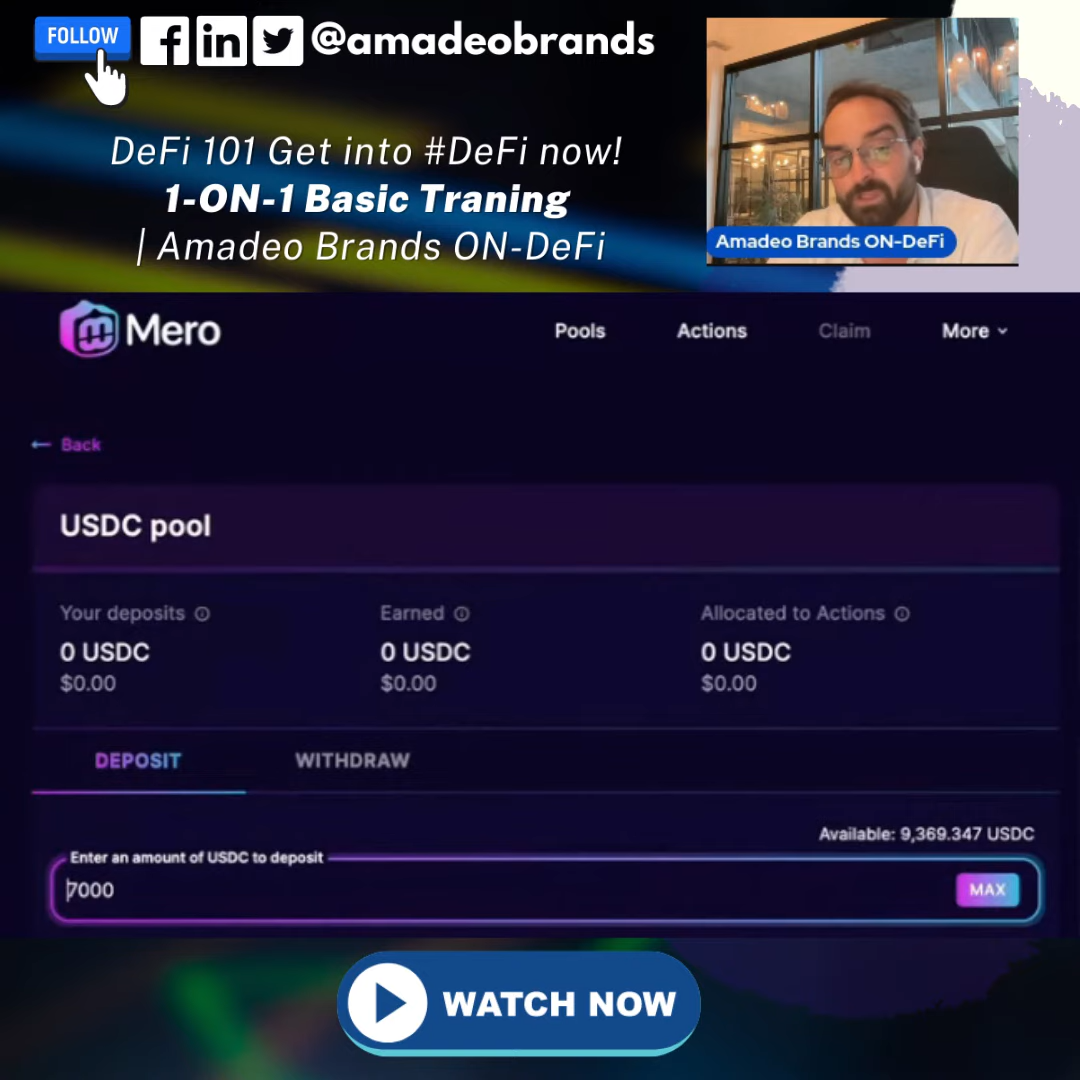 FOLLOW
@amadeobrands
DeFi 101 Get into #DeFi now!
1-ON-1 Basic Traning
| Amadeo Brands ON-DeFi
Amadeo Brands ON-DeFi
Mero
Pools Actions Claim More
← Back
USDC pool
Your deposits Earned Allocated to Actions
0 USDC 0 USDC 0 USDC
$0.00 $0.00 $0.00
DEPOSIT WITHDRAW
Available: 9,369.347 USDC
Enter an amount of USDC to deposit
7000 MAX
WATCH NOW